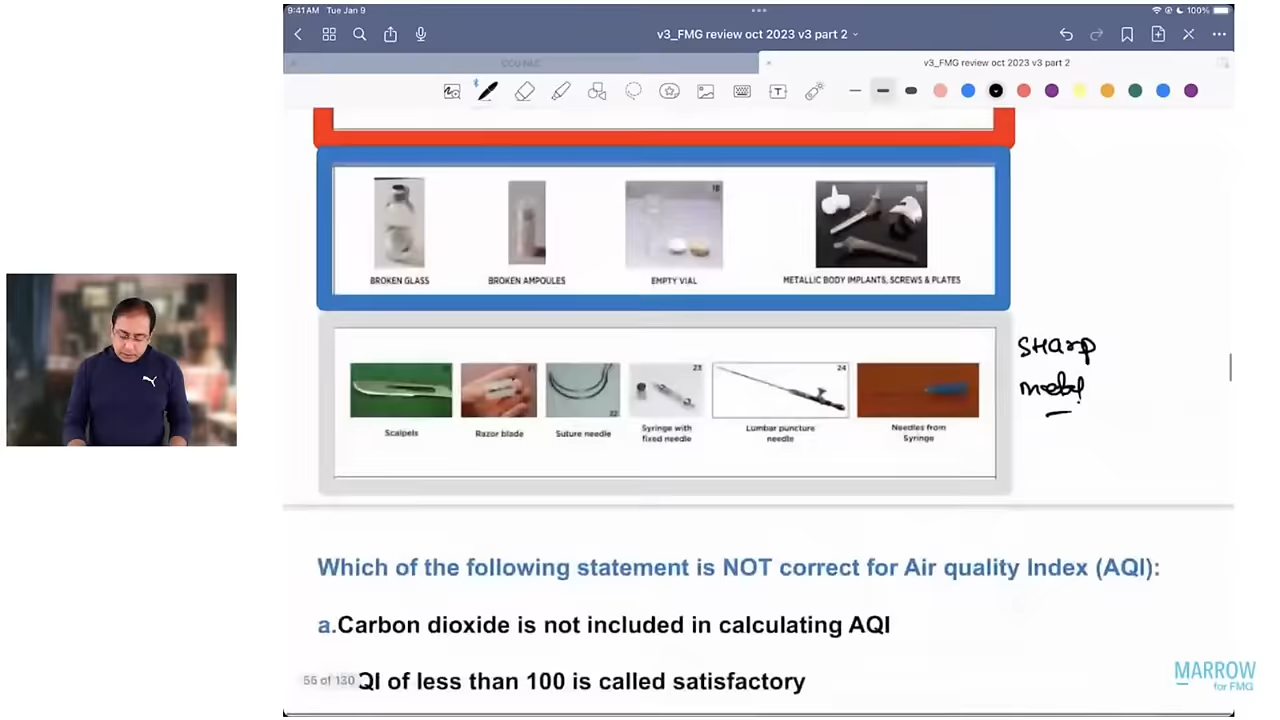 9:41AM Tue Jan 9
100%
v3_FMG review oct 2023 v3 part 2
v3_FMG review oct 2023 v3 part 2
BROKEN GLASS
BROKEN AMPOULES
EMPTY VIAL
METALLIC BODY IMPLANTS, SCREWS & PLATES
SHarp
metal
23
24
Scalpels
Razor blade
Suture needle
Syringe with
fixed needle
Lumbar puncture
needle
Needles from
Syringe
Which of the following statement is NOT correct for Air quality Index (AQI):
a.Carbon dioxide is not included in calculating AQI
56 of 130
QI of less than 100 is called satisfactory
MARROW
for FMG